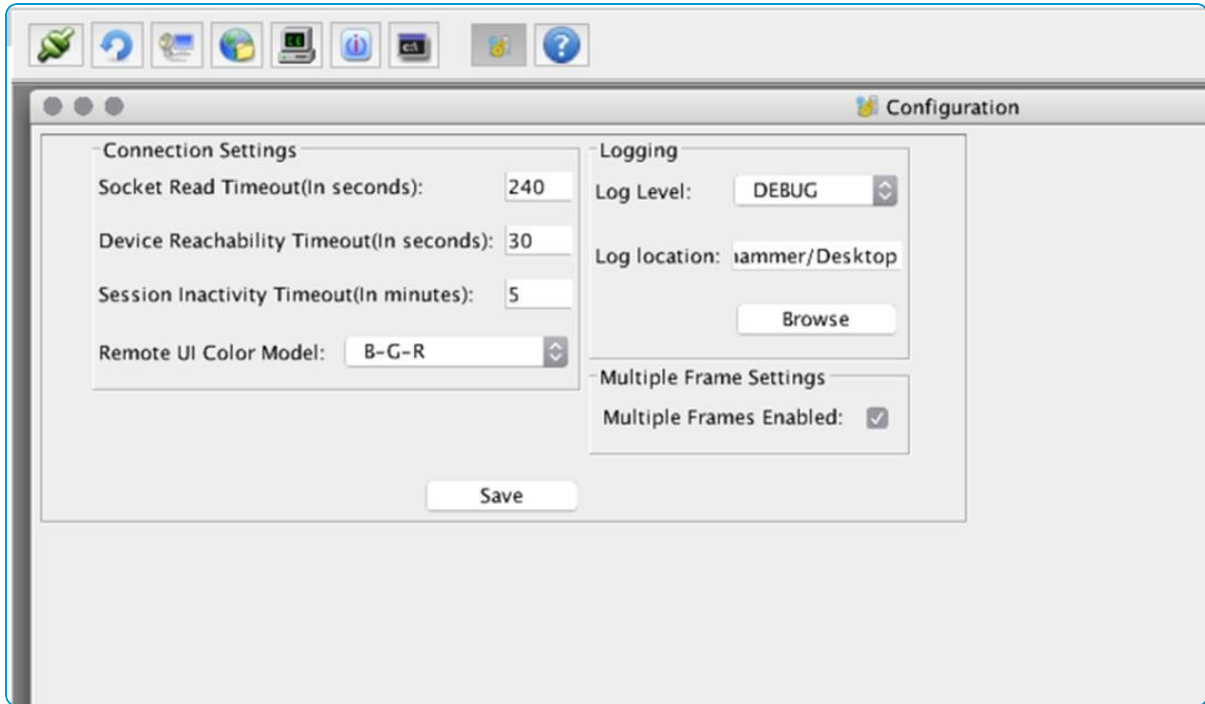 Configuration
Connection Settings
Socket Read Timeout(In seconds): 240
Device Reachability Timeout(In seconds): 30
Session Inactivity Timeout(In minutes): 5
Remote UI Color Model: B-G-R
Logging
Log Level: DEBUG
Log location: ammer/Desktop
Browse
Multiple Frame Settings
Multiple Frames Enabled:
Save